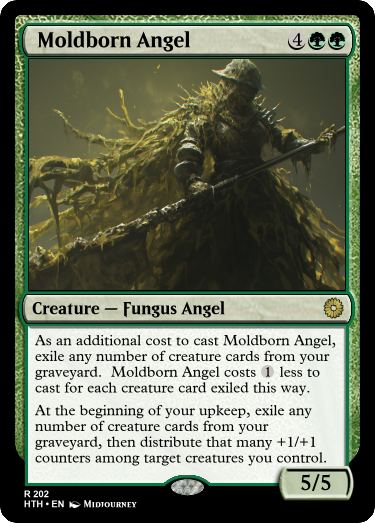 Moldborn Angel 4
Creature — Fungus Angel
As an additional cost to cast Moldborn Angel,
exile any number of creature cards from your
graveyard. Moldborn Angel costs 1 less to
cast for each creature card exiled this way.
At the beginning of your upkeep, exile any
number of creature cards from your
graveyard, then distribute that many +1/+1
counters among target creatures you control.
5/5
R 202
HTH • EN Midjourney